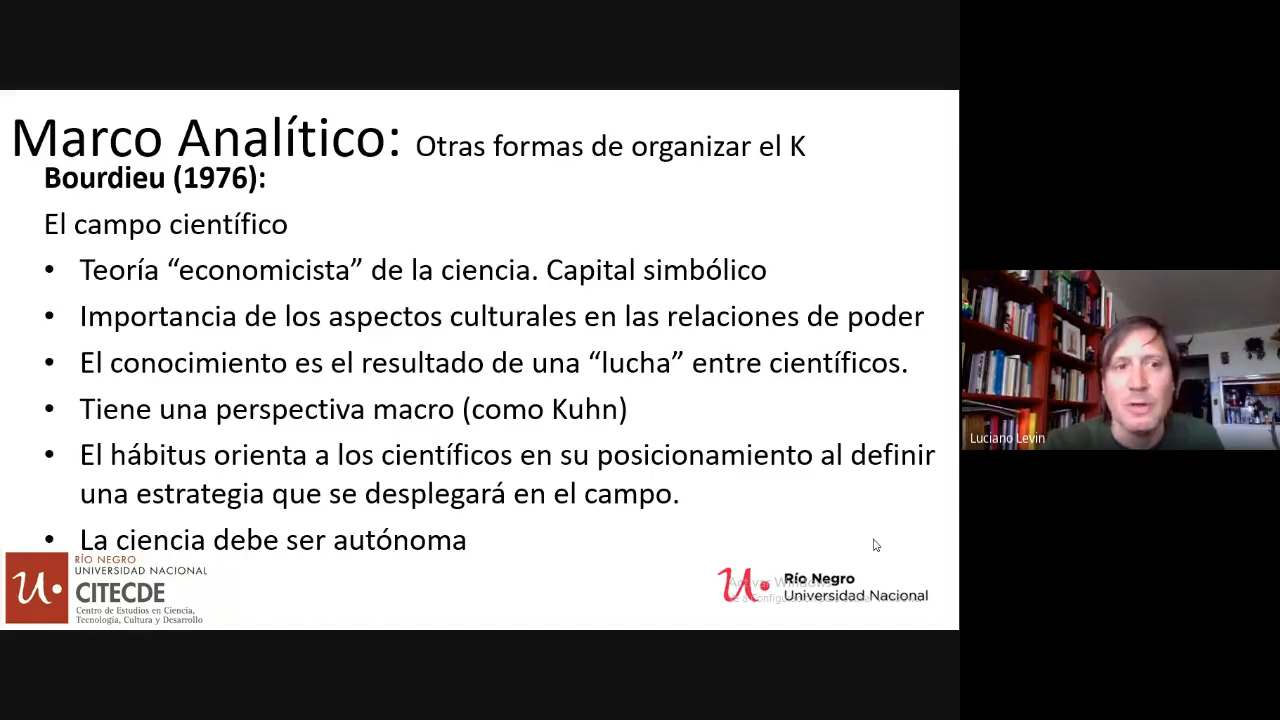 Marco Analítico: Otras formas de organizar el K
Bourdieu (1976):
El campo científico
• Teoría “economicista” de la ciencia. Capital simbólico
• Importancia de los aspectos culturales en las relaciones de poder
• El conocimiento es el resultado de una “lucha” entre científicos.
• Tiene una perspectiva macro (como Kuhn)
• El hábitus orienta a los científicos en su posicionamiento al definir
una estrategia que se desplegará en el campo.
• La ciencia debe ser autónoma
RÍO NEGRO
UNIVERSIDAD NACIONAL
CITECDE
Centro de Estudios en Ciencia,
Tecnología, Cultura y Desarrollo
Activar Windows
Río Negro
Universidad Nacional
Luciano Levin